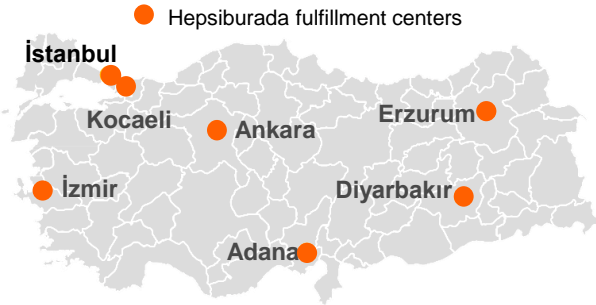 Hepsiburada fulfillment centers
İstanbul
Kocaeli
Ankara
Erzurum
İzmir
Diyarbakır
Adana